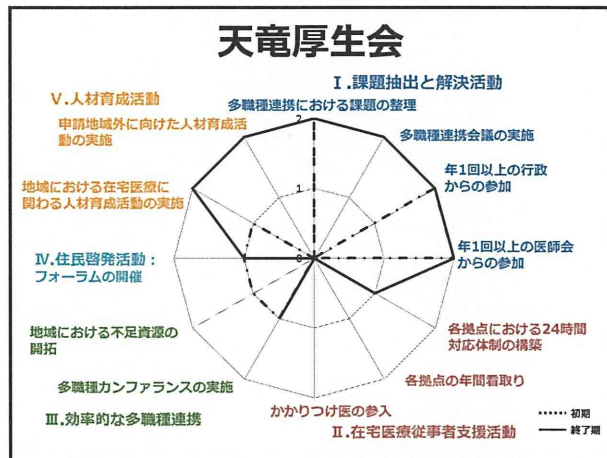 天竜厚生会
Ⅰ.課題抽出と解決活動
多職種連携における課題の整理
多職種連携会議の実施
年1回以上の行政
からの参加
年1回以上の医師会
からの参加
各拠点における24時間
対応体制の構築
各拠点の年間看取り
かかりつけ医の参入
Ⅱ.在宅医療従事者支援活動
多職種カンファランスの実施
Ⅲ.効率的な多職種連携
地域における不足資源の
開拓
Ⅳ.住民啓発活動：
フォーラムの開催
地域における在宅医療に
関わる人材育成活動の実施
Ⅴ.人材育成活動
申請地域外に向けた人材育成活
動の実施
2
1
0
初期
終了期